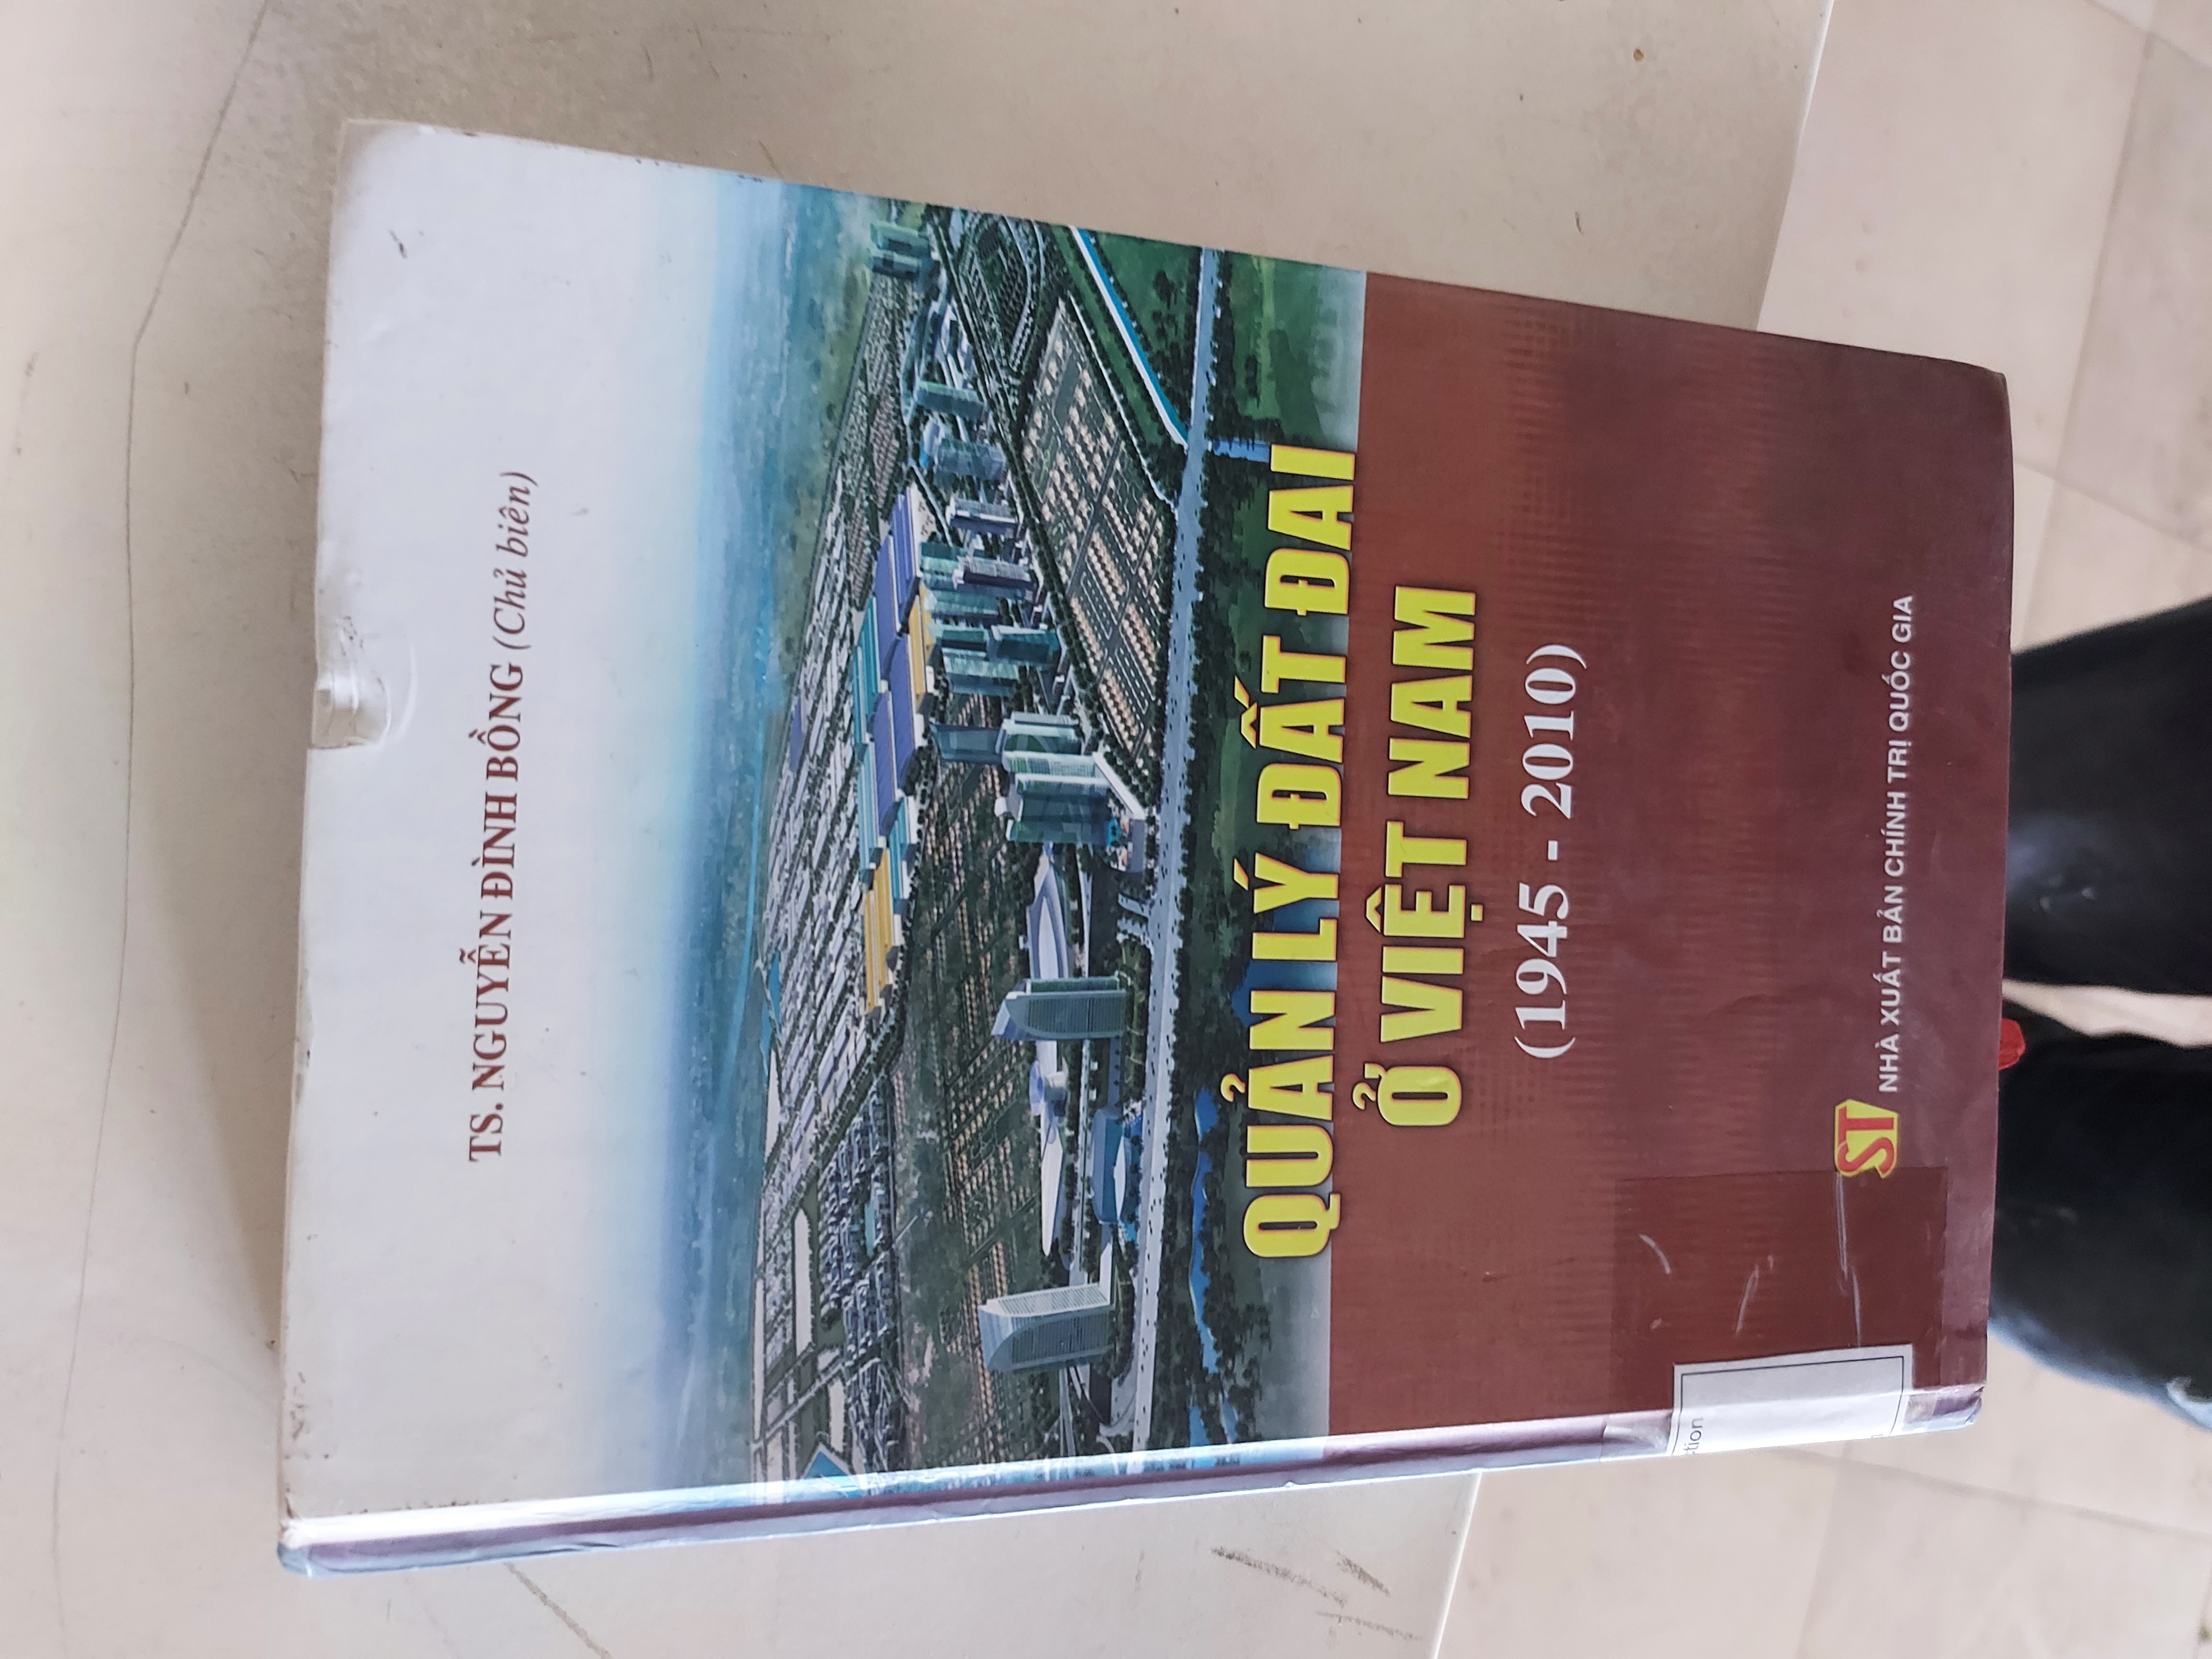 TS. NGUYỄN ĐÌNH BỒNG (Chủ biên)
QUẢN LÝ ĐẤT ĐAI
Ở VIỆT NAM
(1945 - 2010)
ction
ST
NHÀ XUẤT BẢN CHÍNH TRỊ QUỐC GIA